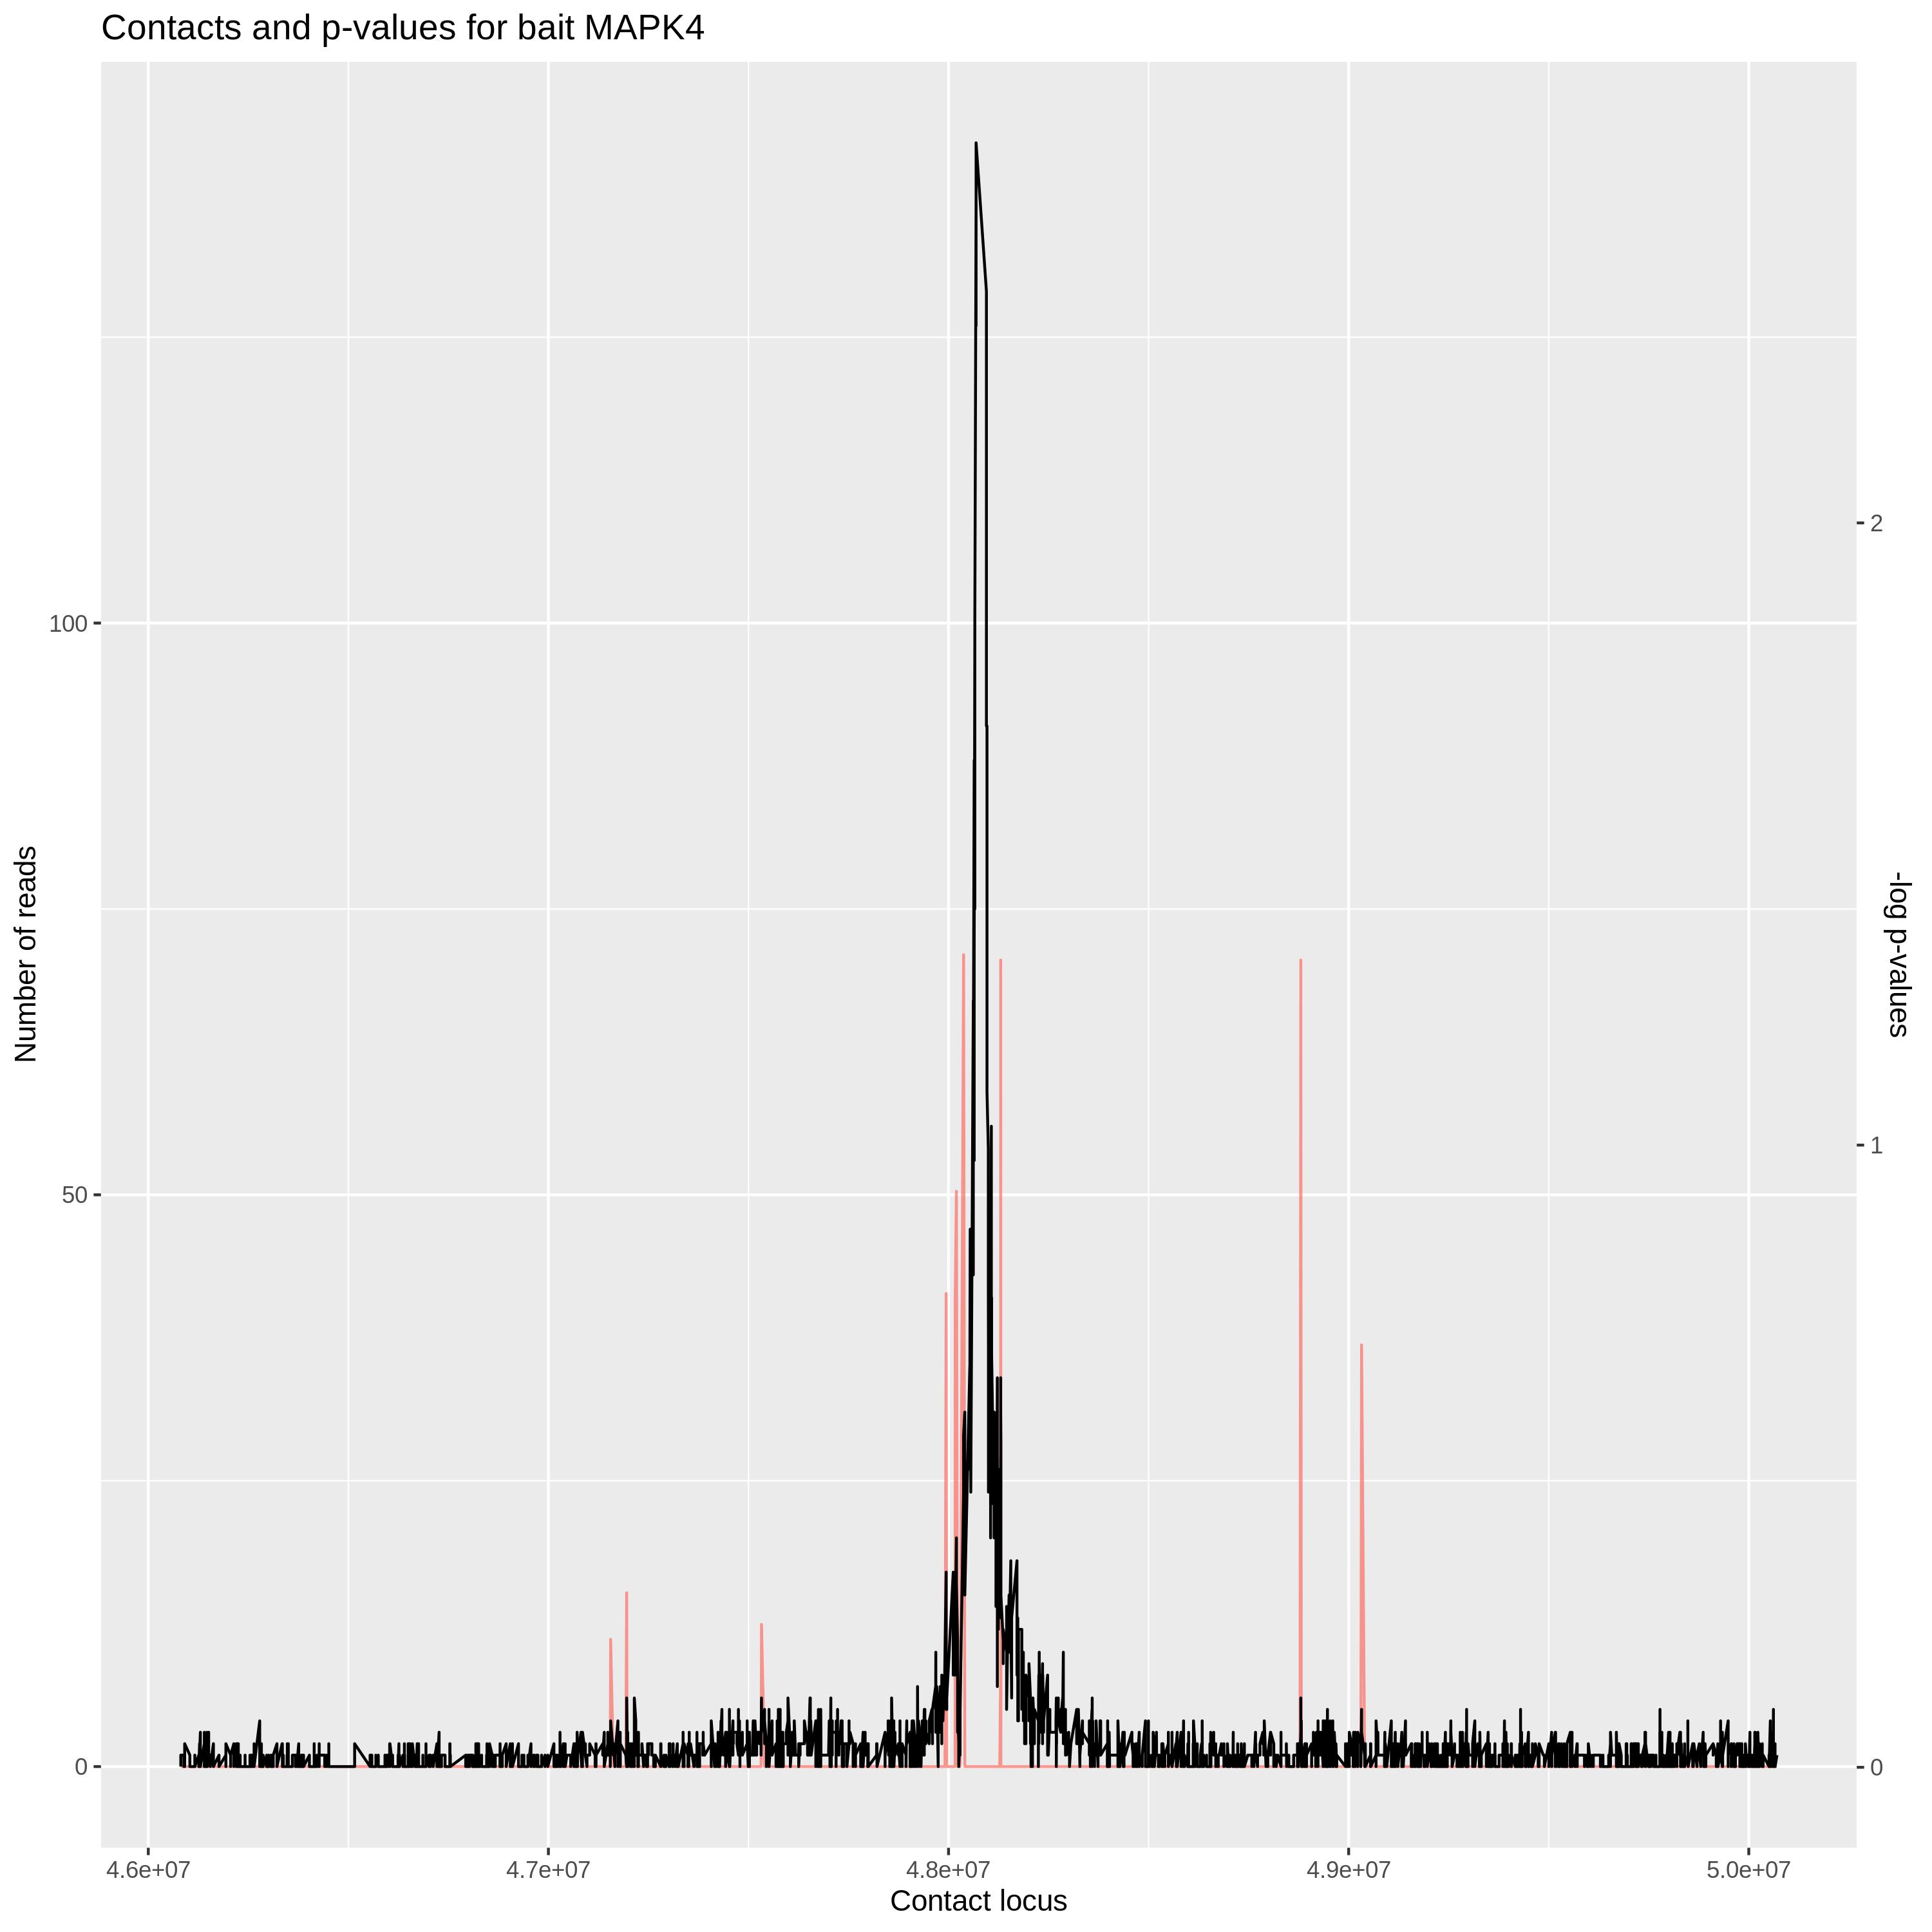 Contacts and p-values for bait MAPK4
Number of reads
100
50
0
2
1
0
-log p-values
4.6e+07
4.7e+07
4.8e+07
4.9e+07
5.0e+07
Contact locus